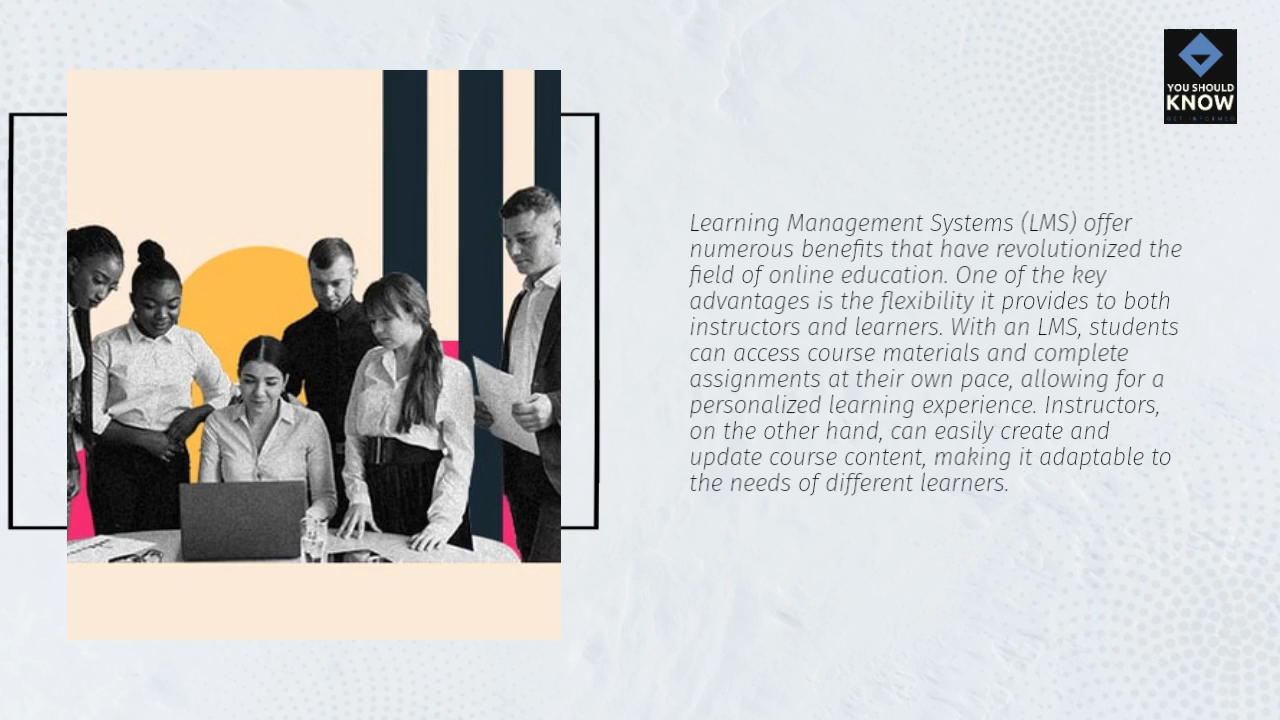 YOU SHOULD
KNOW
GET INFORMED
Learning Management Systems (LMS) offer
numerous benefits that have revolutionized the
field of online education. One of the key
advantages is the flexibility it provides to both
instructors and learners. With an LMS, students
can access course materials and complete
assignments at their own pace, allowing for a
personalized learning experience. Instructors,
on the other hand, can easily create and
update course content, making it adaptable to
the needs of different learners.